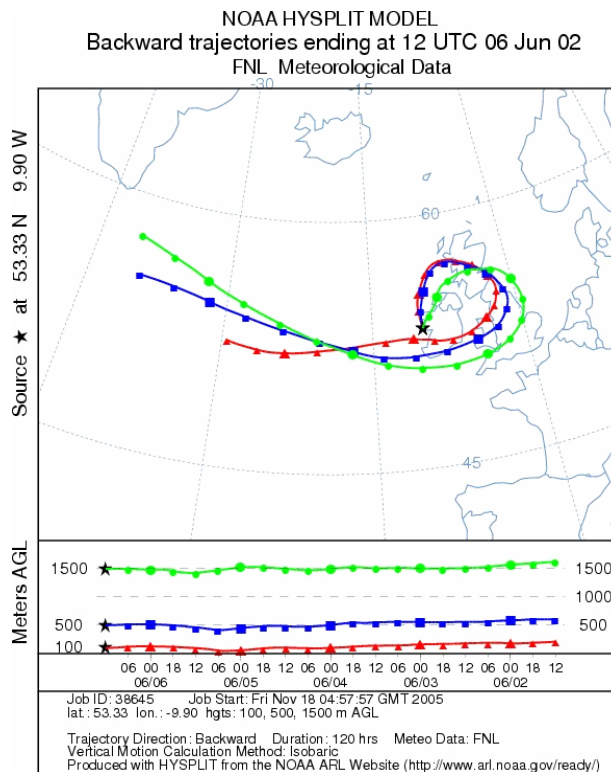 NOAA HYSPLIT MODEL
Backward trajectories ending at 12 UTC 06 Jun 02
FNL Meteorological Data
Source ★ at 53.33 N 9.90 W
-30
-15
60
45
Meters AGL
1500 1500
1000
500 500
100
06 00 18 12 06 00 18 12 06 00 18 12 06 00 18 12 06 00 18 12
06/06 06/05 06/04 06/03 06/02
Job ID: 38645 Job Start: Fri Nov 18 04:57:57 GMT 2005
lat.: 53.33 lon.: -9.90 hgts: 100, 500, 1500 m AGL
Trajectory Direction: Backward Duration: 120 hrs Meteo Data: FNL
Vertical Motion Calculation Method: Isobaric
Produced with HYSPLIT from the NOAA ARL Website (http://www.arl.noaa.gov/ready/)